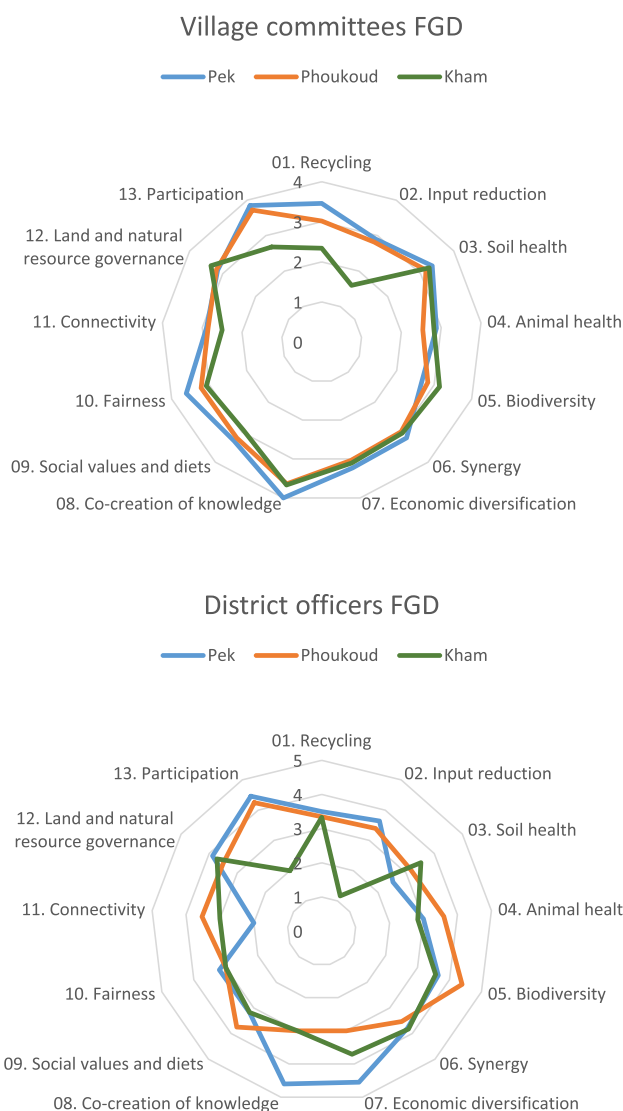 Village committees FGD
Pek Phoukoud Kham
01. Recycling
4
13. Participation
02. Input reduction
3
12. Land and natural
resource governance
03. Soil health
2
1
11. Connectivity
04. Animal health
0
10. Fairness
05. Biodiversity
09. Social values and diets
06. Synergy
08. Co-creation of knowledge
07. Economic diversification
District officers FGD
Pek Phoukoud Kham
01. Recycling
5
13. Participation
02. Input reduction
4
12. Land and natural
resource governance
03. Soil health
3
2
11. Connectivity
04. Animal healt
1
0
10. Fairness
05. Biodiversity
09. Social values and diets
06. Synergy
08. Co-creation of knowledge
07. Economic diversification